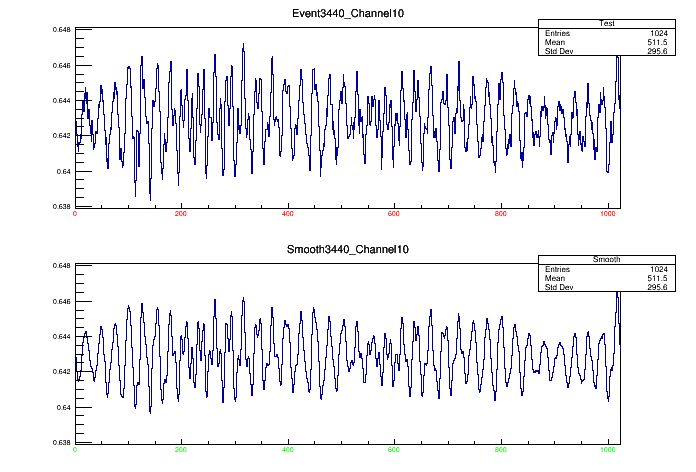 Event3440_Channel10
Test
Entries 1024
Mean 511.5
Std Dev 295.6
0.648
0.646
0.644
0.642
0.64
0.638
0 200 400 600 800 1000
Smooth3440_Channel10
Smooth
Entries 1024
Mean 511.5
Std Dev 295.6
0.648
0.646
0.644
0.642
0.64
0.638
0 200 400 600 800 1000